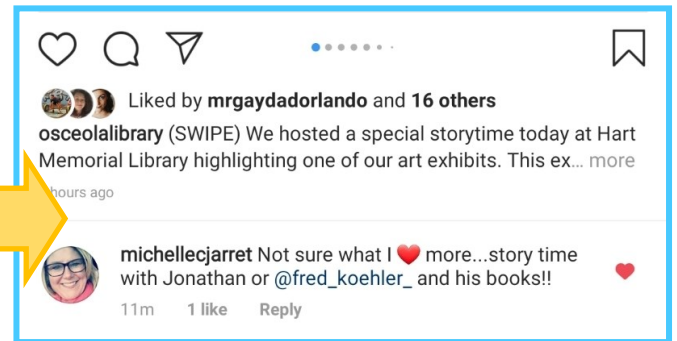 Liked by mrgaydadorlando and 16 others
osceolalibrary (SWIPE) We hosted a special storytime today at Hart
Memorial Library highlighting one of our art exhibits. This ex... more
hours ago
michellecjarret Not sure what I ❤️ more...story time
with Jonathan or @fred_koehler_ and his books!!
11m 1 like Reply